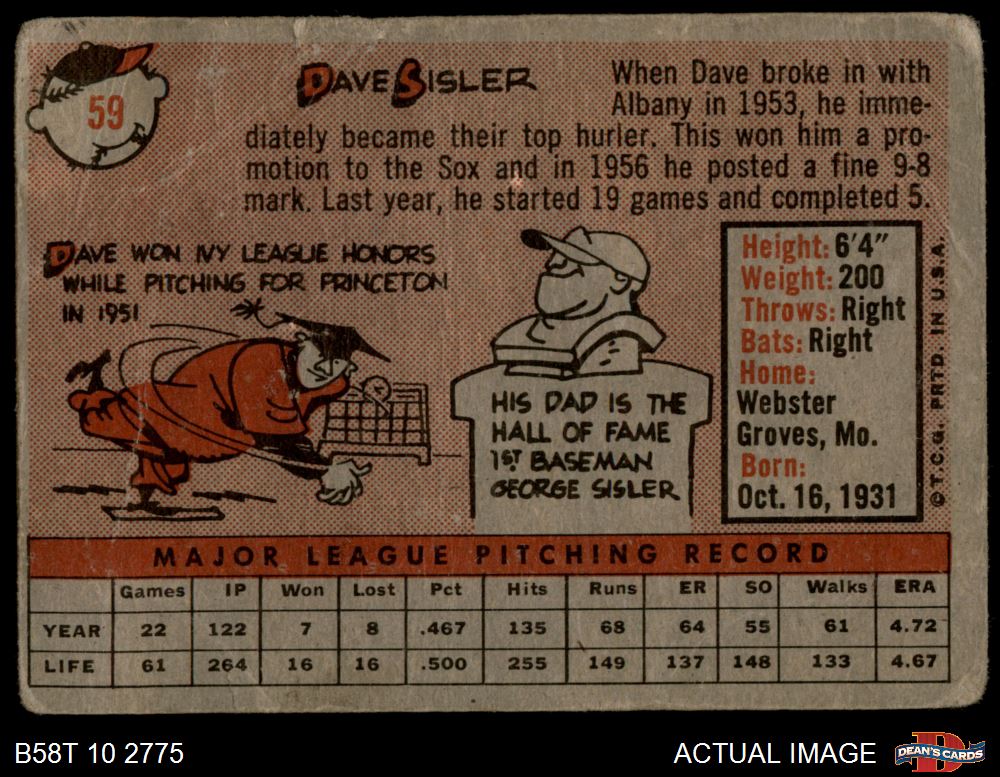 59
DAVE SISLER
When Dave broke in with
Albany in 1953, he imme-
diately became their top hurler. This won him a pro-
motion to the Sox and in 1956 he posted a fine 9-8
mark. Last year, he started 19 games and completed 5.
DAVE WON IVY LEAGUE HONORS
WHILE PITCHING FOR PRINCETON
IN 1951
HIS DAD IS THE
HALL OF FAME
1ST BASEMAN
GEORGE SISLER
Height: 6'4"
Weight: 200
Throws: Right
Bats: Right
Home:
Webster
Groves, Mo.
Born:
Oct. 16, 1931
© T.C.G. PRTD. IN U.S.A.
MAJOR LEAGUE PITCHING RECORD
Games IP Won Lost Pct Hits Runs ER SO Walks ERA
YEAR 22 122 7 8 .467 135 68 64 55 61 4.72
LIFE 61 264 16 16 .500 255 149 137 148 133 4.67
B58T 10 2775
ACTUAL IMAGE
D
DEAN'S CARDS